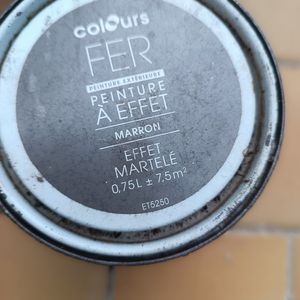 colours
FER
PEINTURE EXTÉRIEURE
PEINTURE
À EFFET
MARRON
EFFET
MARTELÉ
0,75L ± 7,5m²
ET5250